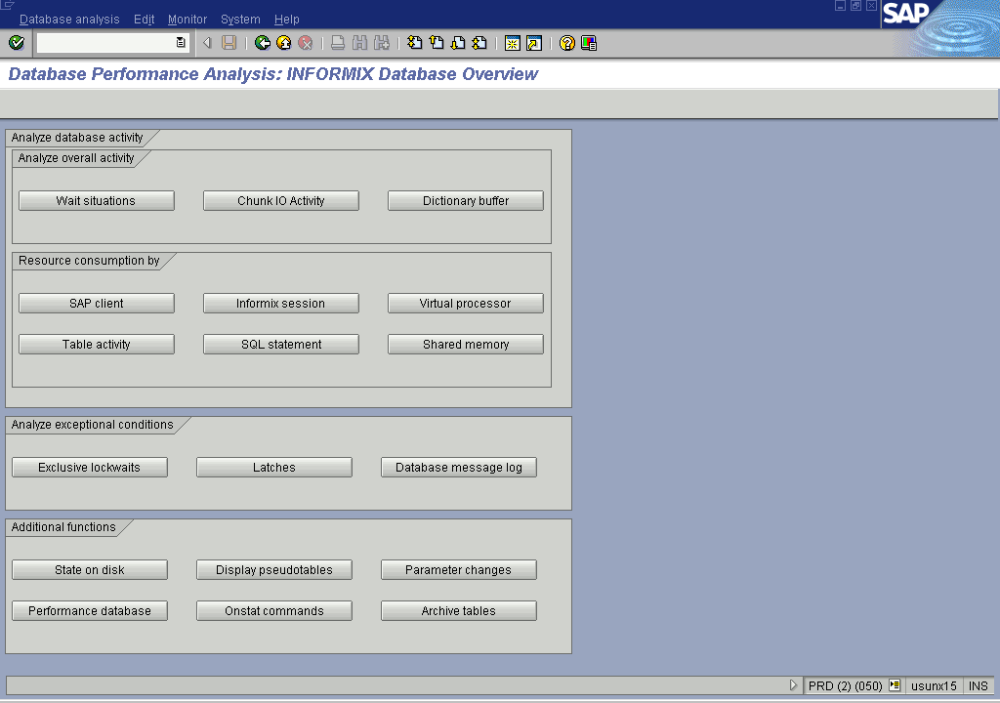 Database analysis Edit Monitor System Help
SAP
Database Performance Analysis: INFORMIX Database Overview
Analyze database activity
Analyze overall activity
Wait situations Chunk IO Activity Dictionary buffer
Resource consumption by
SAP client Informix session Virtual processor
Table activity SQL statement Shared memory
Analyze exceptional conditions
Exclusive lockwaits Latches Database message log
Additional functions
State on disk Display pseudotables Parameter changes
Performance database Onstat commands Archive tables
PRD (2) (050) usunx15 INS